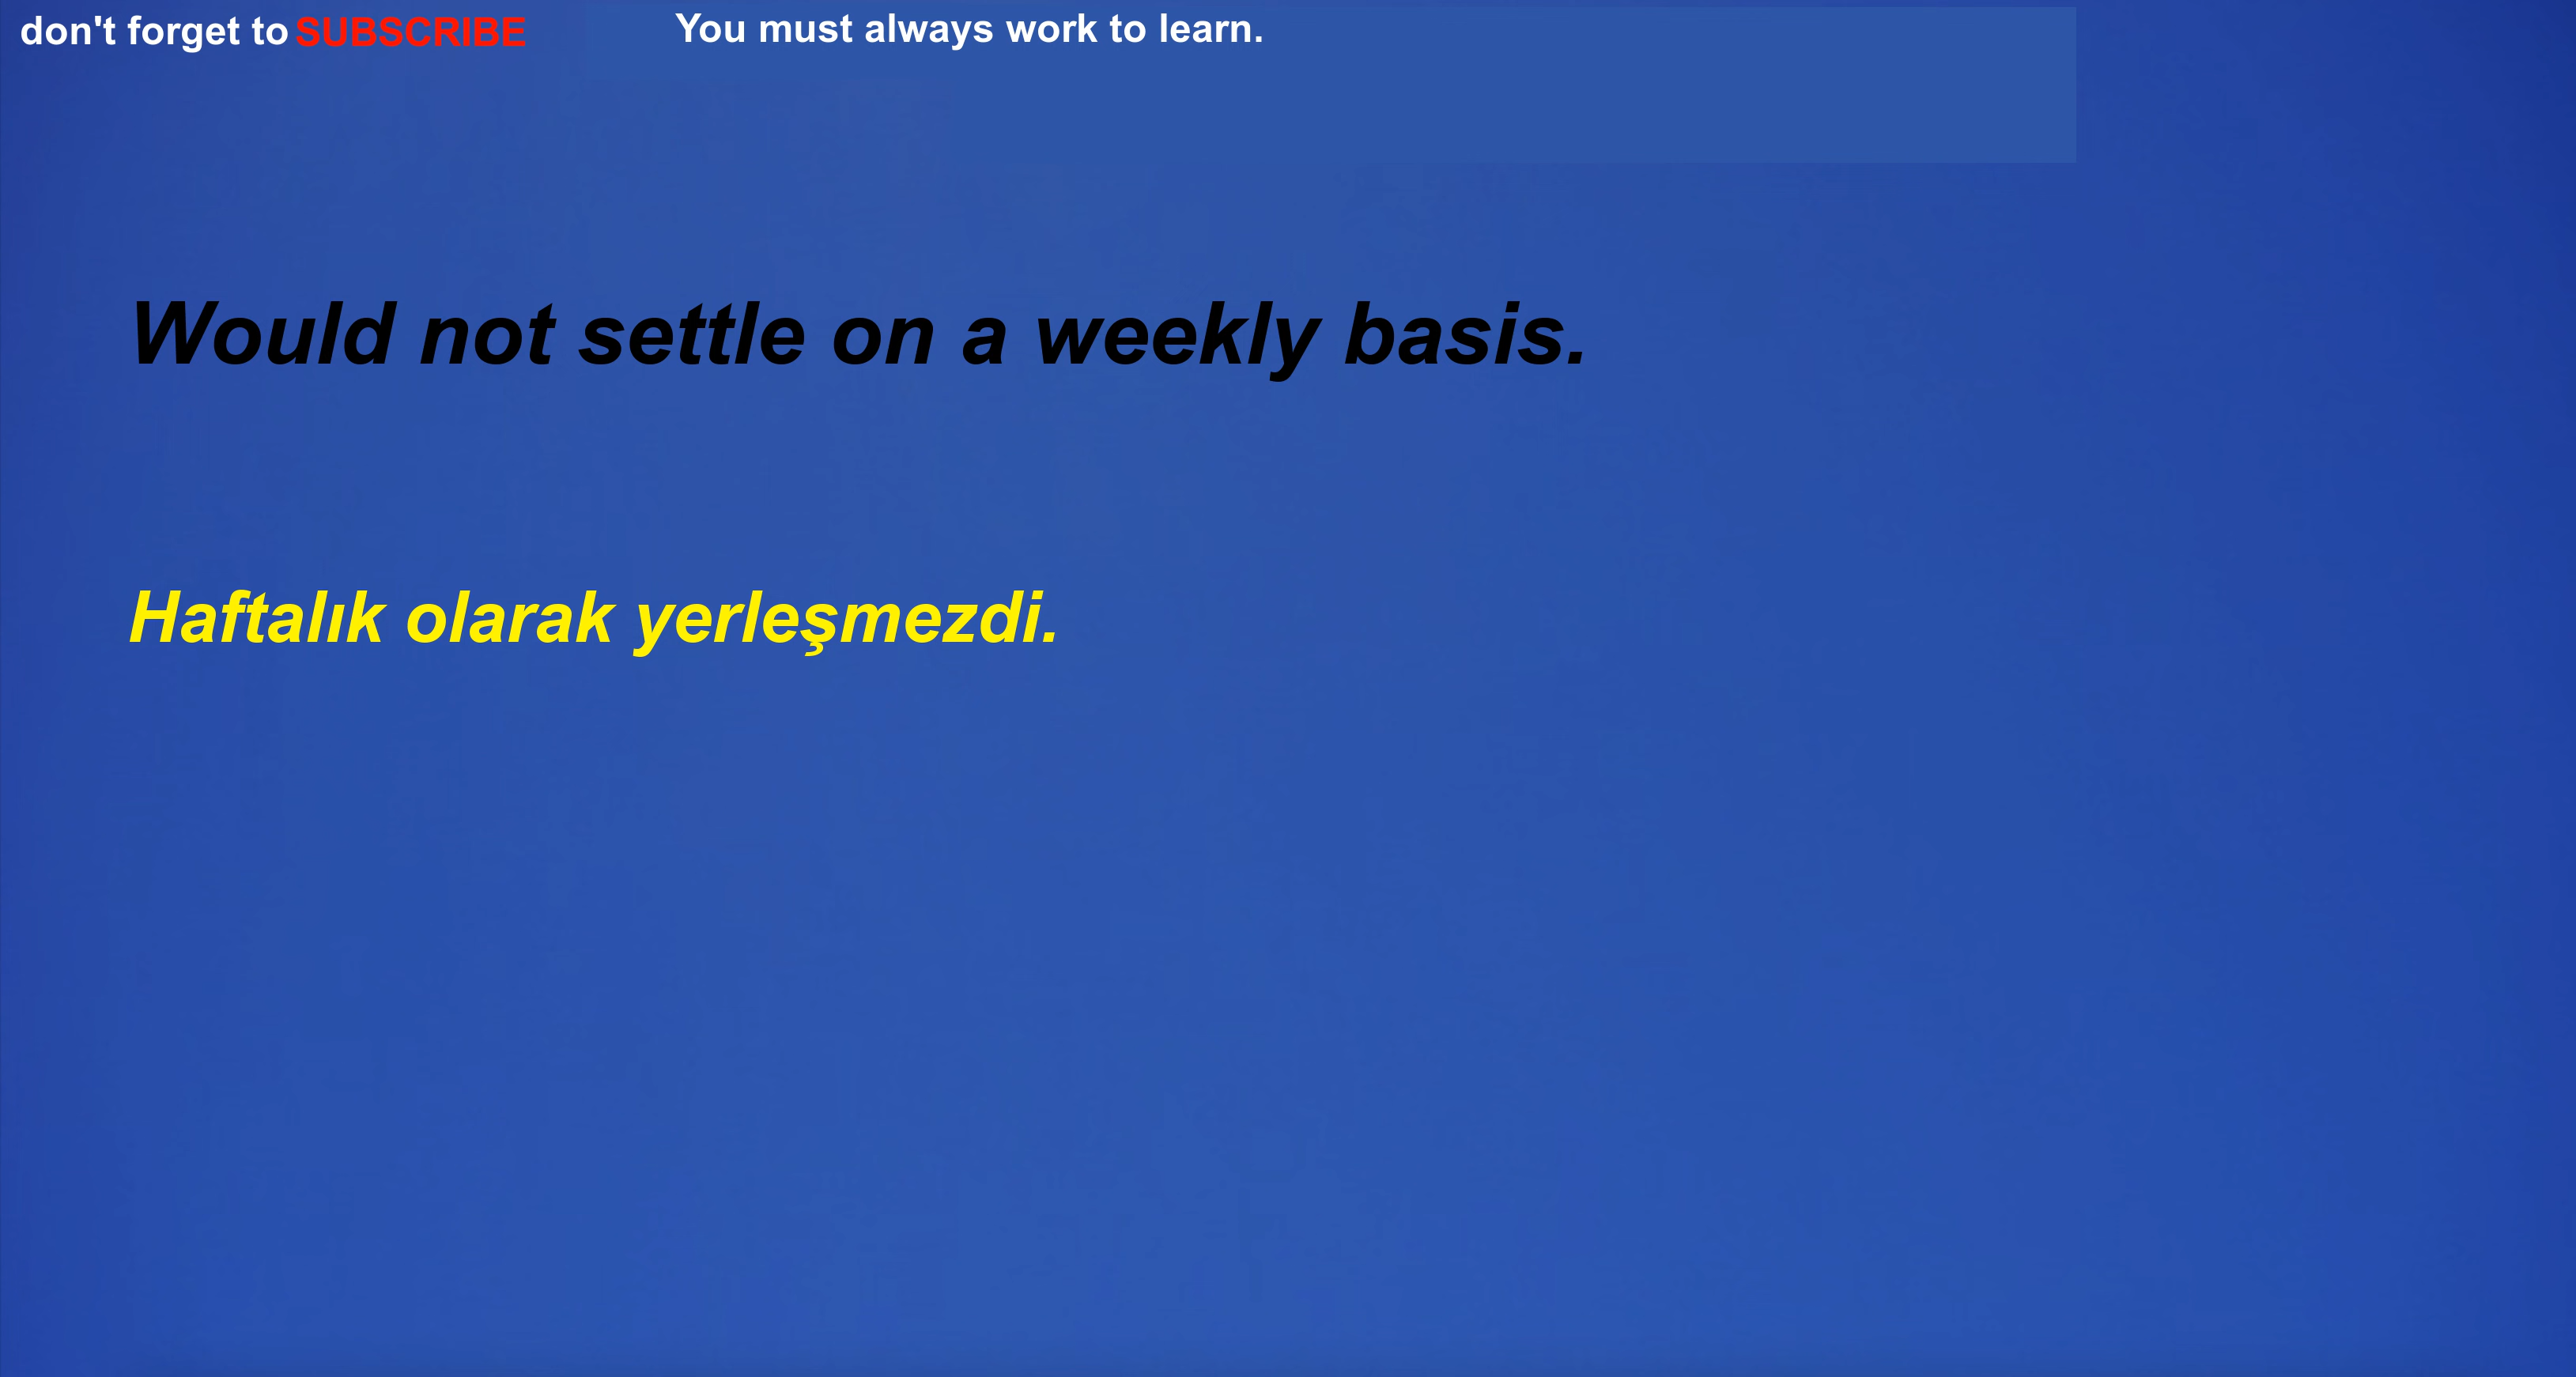 don't forget to SUBSCRIBE
You must always work to learn.
Would not settle on a weekly basis.
Haftalık olarak yerleşmezdi.